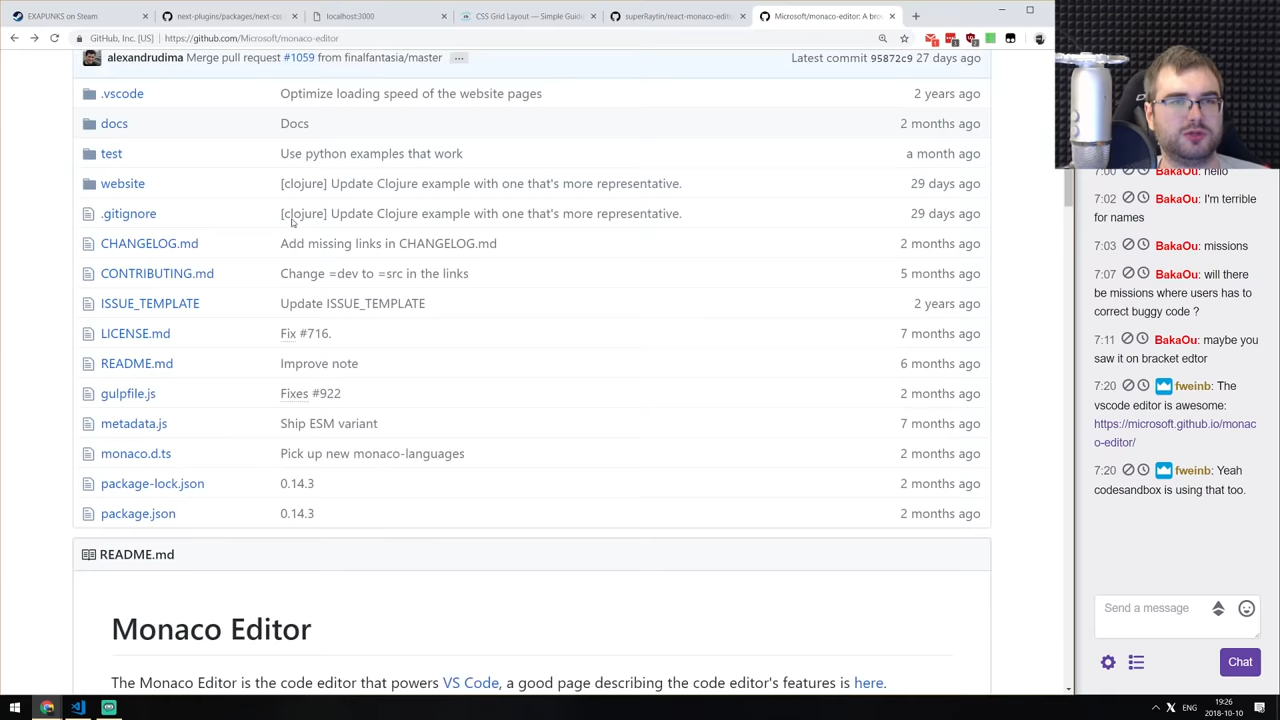 EXAPUNKS on Steam
next-plugins/packages/next-css
localhost:3000
CSS Grid Layout — Simple Guid
superRaytin/react-monaco-edito
Microsoft/monaco-editor: A bro
GitHub, Inc. [US]
https://github.com/Microsoft/monaco-editor
alexandrudima Merge pull request #1059 from finilfantasia/master
Latest commit 95872c9 27 days ago
.vscode Optimize loading speed of the website pages 2 years ago
docs Docs 2 months ago
test Use python examples that work a month ago
website [clojure] Update Clojure example with one that's more representative. 29 days ago
.gitignore [clojure] Update Clojure example with one that's more representative. 29 days ago
CHANGELOG.md Add missing links in CHANGELOG.md 2 months ago
CONTRIBUTING.md Change =dev to =src in the links 5 months ago
ISSUE_TEMPLATE Update ISSUE_TEMPLATE 2 years ago
LICENSE.md Fix #716. 7 months ago
README.md Improve note 6 months ago
gulpfile.js Fixes #922 2 months ago
metadata.js Ship ESM variant 7 months ago
monaco.d.ts Pick up new monaco-languages 2 months ago
package-lock.json 0.14.3 2 months ago
package.json 0.14.3 2 months ago
README.md
Monaco Editor
The Monaco Editor is the code editor that powers VS Code, a good page describing the code editor's features is here.
7:00 BakaOu: hello
7:02 BakaOu: I'm terrible
for names
7:03 BakaOu: missions
7:07 BakaOu: will there
be missions where users has to
correct buggy code ?
7:11 BakaOu: maybe you
saw it on bracket edtor
7:20 fweinb: The
vscode editor is awesome:
https://microsoft.github.io/monac
o-editor/
7:20 fweinb: Yeah
codesandbox is using that too.
Send a message
Chat
ENG
19:26
2018-10-10